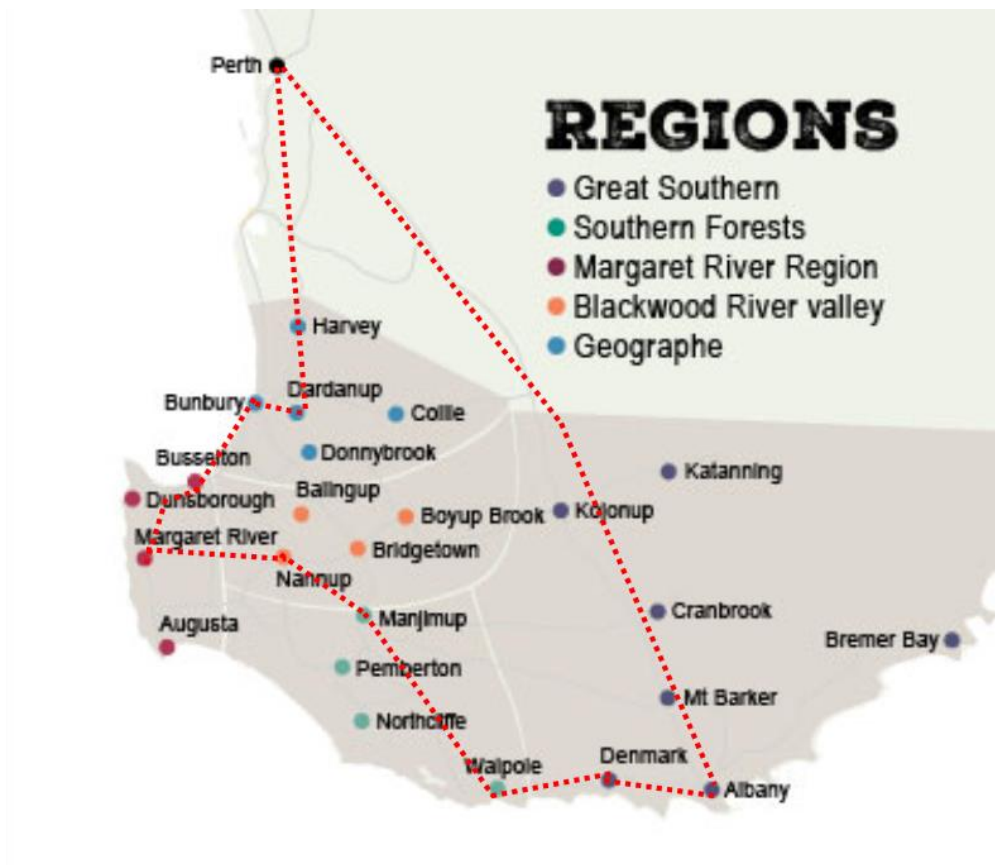 Perth
REGIONS
Great Southern
Southern Forests
Margaret River Region
Blackwood River valley
Geographe
Harvey
Dardanup
Bunbury
Collie
Donnybrook
Busselton
Katanning
Balingup
Dunsborough
Boyup Brook
Kojonup
Margaret River
Bridgetown
Nannup
Cranbrook
Manjimup
Augusta
Bremer Bay
Pemberton
Mt Barker
Northcliffe
Denmark
Walpole
Albany